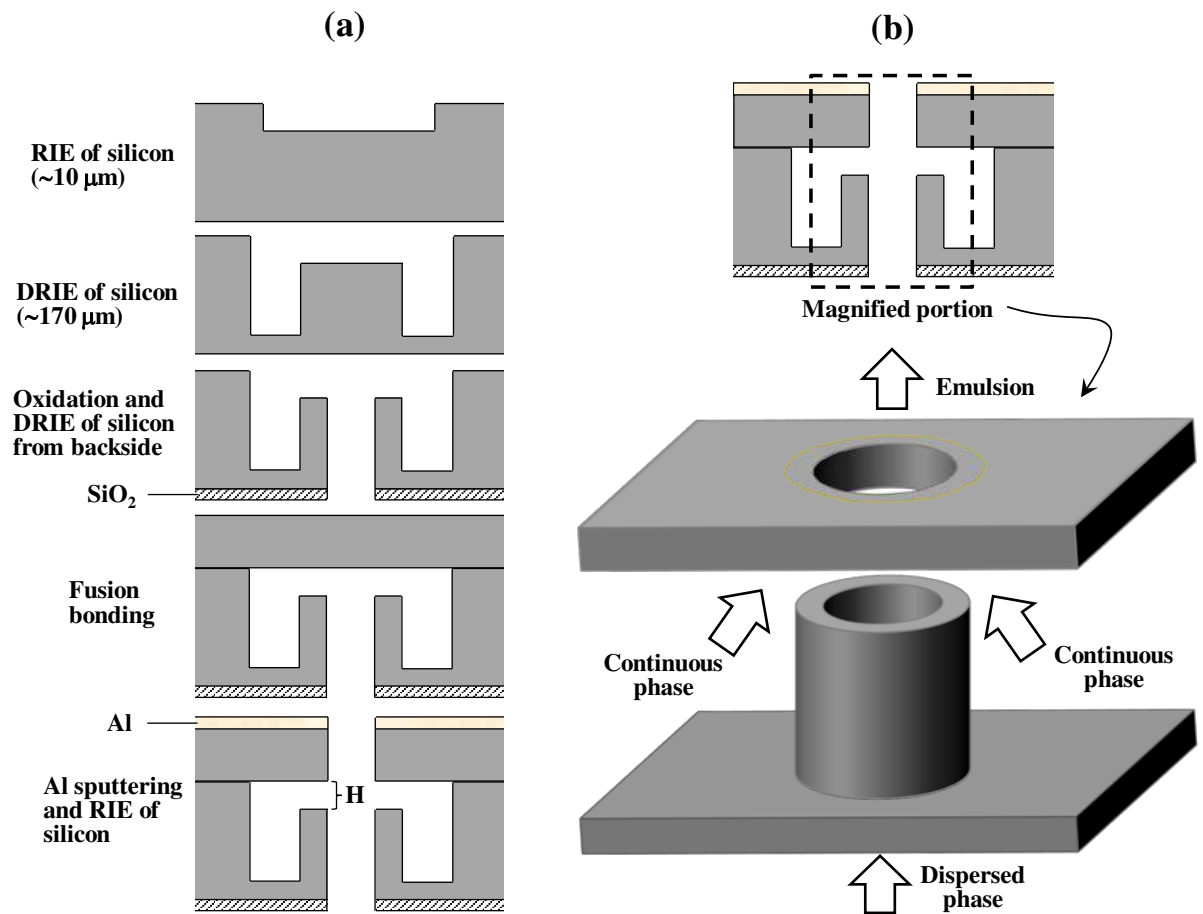 (a)
RIE of silicon
(~10 μm)
DRIE of silicon
(~170 μm)
Oxidation and
DRIE of silicon
from backside
SiO₂
Fusion
bonding
Al
Al sputtering
and RIE of
silicon
H
(b)
Magnified portion
Emulsion
Continuous
phase
Continuous
phase
Dispersed
phase